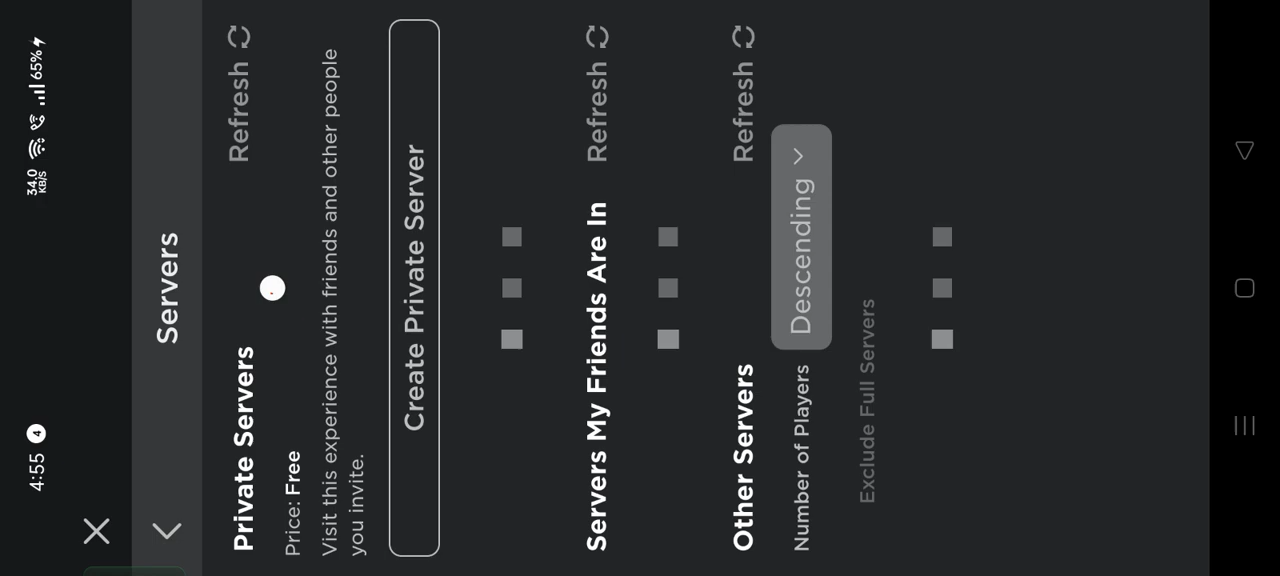 4:55 4 34.0 KB/S 65%
Servers
Private Servers Refresh
Price: Free
Visit this experience with friends and other people
you invite.
Create Private Server
Servers My Friends Are In Refresh
Other Servers Refresh
Number of Players Descending
Exclude Full Servers